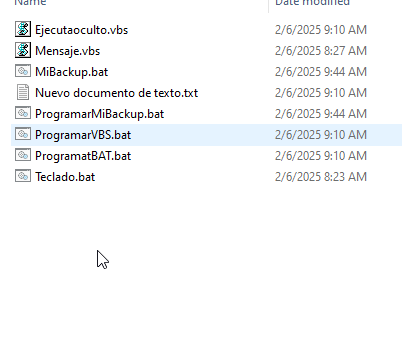 Name Date modified
Ejecutaoculto.vbs 2/6/2025 9:10 AM
Mensaje.vbs 2/6/2025 8:27 AM
MiBackup.bat 2/6/2025 9:44 AM
Nuevo documento de texto.txt 2/6/2025 9:10 AM
ProgramarMiBackup.bat 2/6/2025 9:44 AM
ProgramarVBS.bat 2/6/2025 9:10 AM
ProgramatBAT.bat 2/6/2025 9:10 AM
Teclado.bat 2/6/2025 8:23 AM